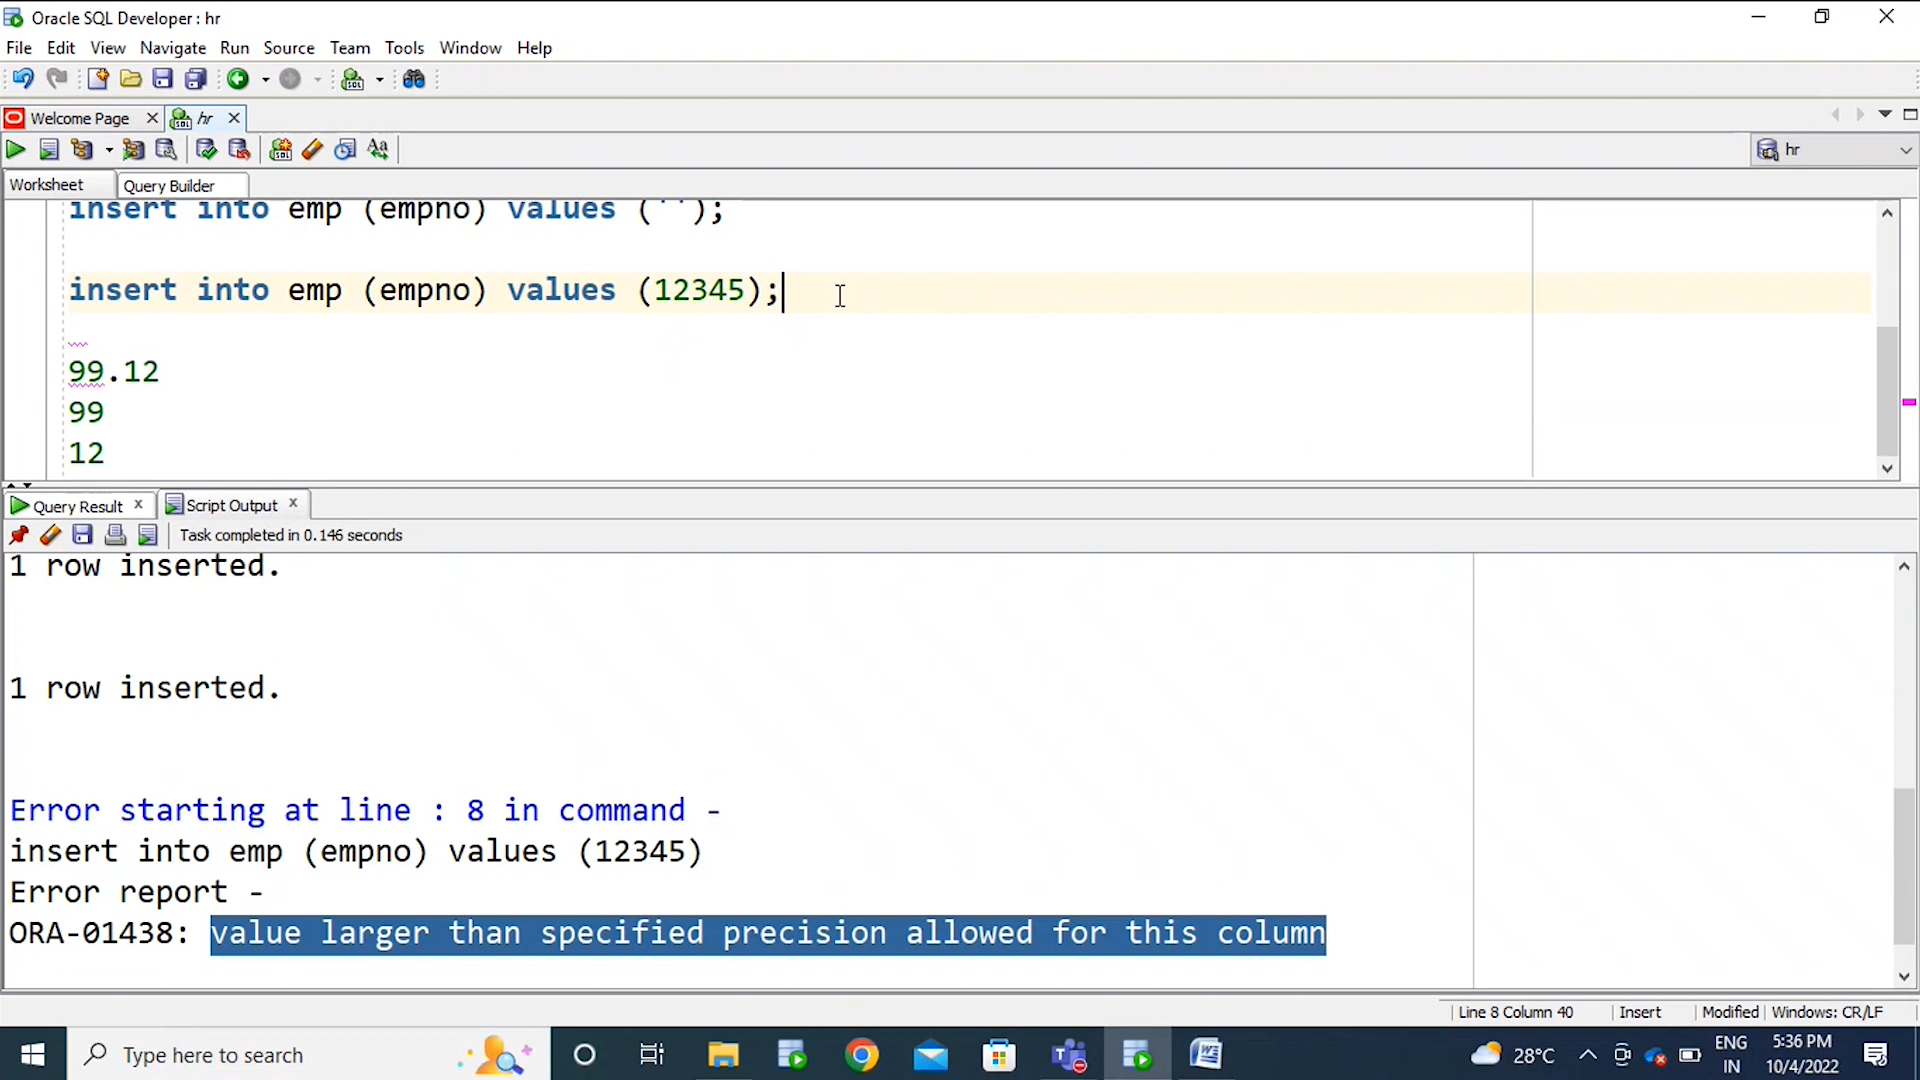 Oracle SQL Developer : hr
File Edit View Navigate Run Source Team Tools Window Help
Welcome Page
hr
hr
Worksheet
Query Builder
insert into emp (empno) values ('');
insert into emp (empno) values (12345);
99.12
99
12
Query Result
Script Output
Task completed in 0.146 seconds
1 row inserted.
1 row inserted.
Error starting at line : 8 in command -
insert into emp (empno) values (12345)
Error report -
ORA-01438: value larger than specified precision allowed for this column
Line 8 Column 40
Insert
Modified
Windows: CR/LF
Type here to search
28°C
ENG
IN
5:36 PM
10/4/2022